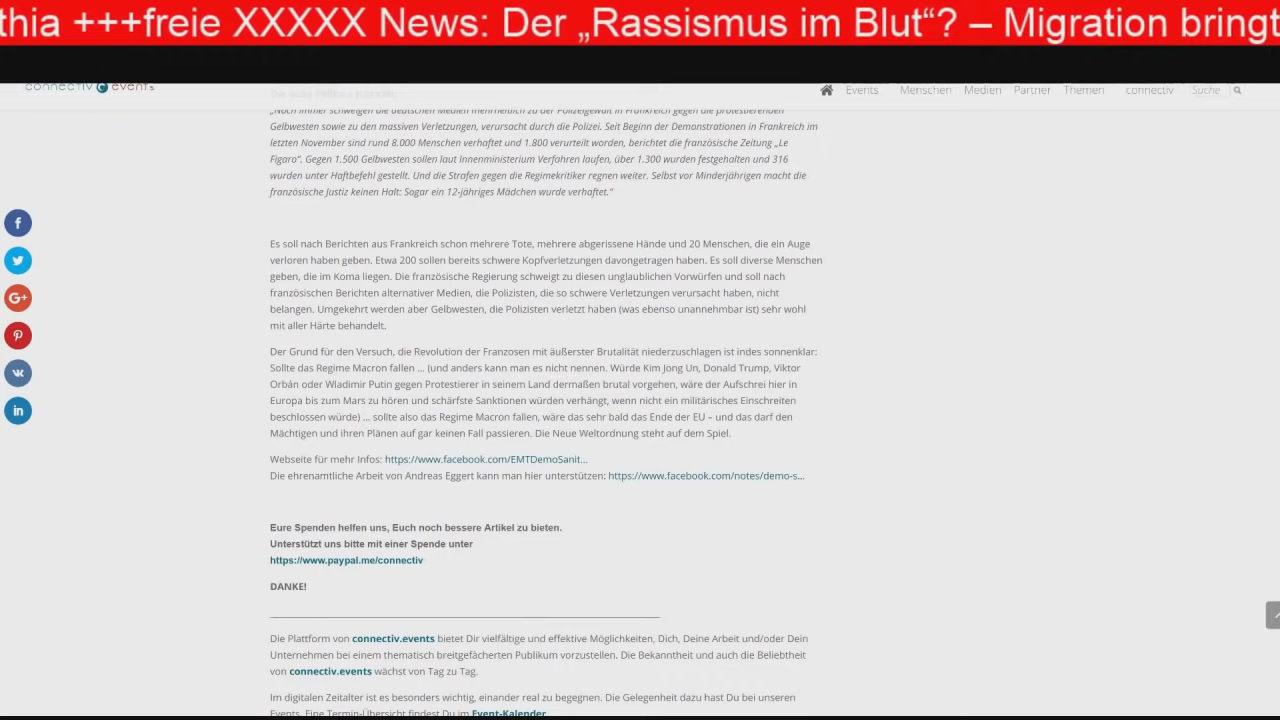 thia +++freie XXXXX News: Der „Rassismus im Blut“? – Migration bringt
connectiv events
Events Menschen Medien Partner Themen connectiv Suche
„Noch immer schweigen die deutschen Medien mehrheitlich zu der Polizeigewalt in Frankreich gegen die protestierenden
Gelbwesten sowie zu den massiven Verletzungen, verursacht durch die Polizei. Seit Beginn der Demonstrationen in Frankreich im
letzten November sind rund 8.000 Menschen verhaftet und 1.800 verurteilt worden, berichtet die französische Zeitung „Le
Figaro“. Gegen 1.500 Gelbwesten sollen laut Innenministerium Verfahren laufen, über 1.300 wurden festgehalten und 316
wurden unter Haftbefehl gestellt. Und die Strafen gegen die Regimekritiker regnen weiter. Selbst vor Minderjährigen macht die
französische Justiz keinen Halt: Sogar ein 12-jähriges Mädchen wurde verhaftet.“
Es soll nach Berichten aus Frankreich schon mehrere Tote, mehrere abgerissene Hände und 20 Menschen, die ein Auge
verloren haben geben. Etwa 200 sollen bereits schwere Kopfverletzungen davongetragen haben. Es soll diverse Menschen
geben, die im Koma liegen. Die französische Regierung schweigt zu diesen unglaublichen Vorwürfen und soll nach
französischen Berichten alternativer Medien, die Polizisten, die so schwere Verletzungen verursacht haben, nicht
belangen. Umgekehrt werden aber Gelbwesten, die Polizisten verletzt haben (was ebenso unannehmbar ist) sehr wohl
mit aller Härte behandelt.
Der Grund für den Versuch, die Revolution der Franzosen mit äußerster Brutalität niederzuschlagen ist indes sonnenklar:
Sollte das Regime Macron fallen … (und anders kann man es nicht nennen. Würde Kim Jong Un, Donald Trump, Viktor
Orbán oder Wladimir Putin gegen Protestierer in seinem Land dermaßen brutal vorgehen, wäre der Aufschrei hier in
Europa bis zum Mars zu hören und schärfste Sanktionen würden verhängt, wenn nicht ein militärisches Einschreiten
beschlossen würde) … sollte also das Regime Macron fallen, wäre das sehr bald das Ende der EU – und das darf den
Mächtigen und ihren Plänen auf gar keinen Fall passieren. Die Neue Weltordnung steht auf dem Spiel.
Webseite für mehr Infos: https://www.facebook.com/EMTDemoSanit…
Die ehrenamtliche Arbeit von Andreas Eggert kann man hier unterstützen: https://www.facebook.com/notes/demo-s…
Eure Spenden helfen uns, Euch noch bessere Artikel zu bieten.
Unterstützt uns bitte mit einer Spende unter
https://www.paypal.me/connectiv
DANKE!
Die Plattform von connectiv.events bietet Dir vielfältige und effektive Möglichkeiten, Dich, Deine Arbeit und/oder Dein
Unternehmen bei einem thematisch breitgefächerten Publikum vorzustellen. Die Bekanntheit und auch die Beliebtheit
von connectiv.events wächst von Tag zu Tag.
Im digitalen Zeitalter ist es besonders wichtig, einander real zu begegnen. Die Gelegenheit dazu hast Du bei unseren
Events. Eine Termin-Übersicht findest Du im Event-Kalender